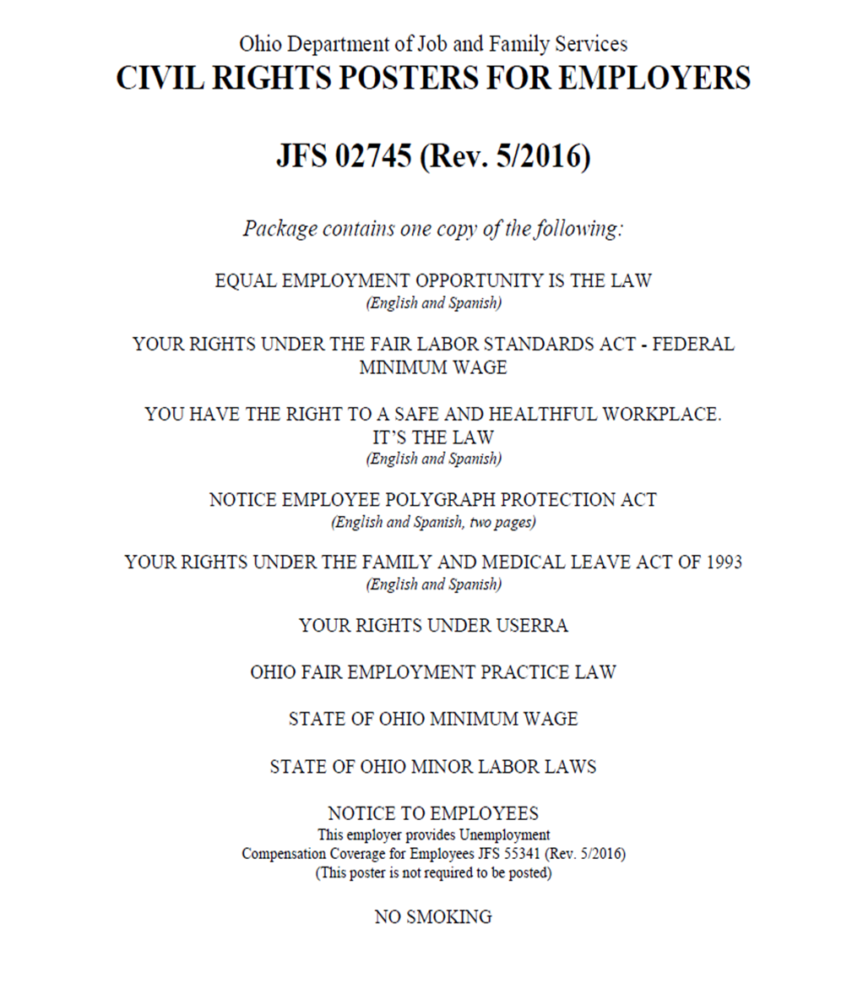 Ohio Department of Job and Family Services
CIVIL RIGHTS POSTERS FOR EMPLOYERS
JFS 02745 (Rev. 5/2016)
Package contains one copy of the following:
EQUAL EMPLOYMENT OPPORTUNITY IS THE LAW
(English and Spanish)
YOUR RIGHTS UNDER THE FAIR LABOR STANDARDS ACT - FEDERAL
MINIMUM WAGE
YOU HAVE THE RIGHT TO A SAFE AND HEALTHFUL WORKPLACE.
IT’S THE LAW
(English and Spanish)
NOTICE EMPLOYEE POLYGRAPH PROTECTION ACT
(English and Spanish, two pages)
YOUR RIGHTS UNDER THE FAMILY AND MEDICAL LEAVE ACT OF 1993
(English and Spanish)
YOUR RIGHTS UNDER USERRA
OHIO FAIR EMPLOYMENT PRACTICE LAW
STATE OF OHIO MINIMUM WAGE
STATE OF OHIO MINOR LABOR LAWS
NOTICE TO EMPLOYEES
This employer provides Unemployment
Compensation Coverage for Employees JFS 55341 (Rev. 5/2016)
(This poster is not required to be posted)
NO SMOKING